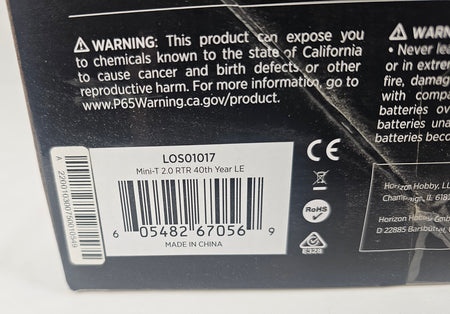 ⚠ WARNING: This product can expose you
to chemicals known to the state of California
to cause cancer and birth defects or other
reproductive harm. For more information, go to
www.P65Warning.ca.gov/product.
⚠ WARN
• Never lea
or in extrem
fire, damag
with compa
batteries ov
batteries una
batteries beco
LOS01017
Mini-T 2.0 RTR 40th Year LE
6 05482 67056 9
MADE IN CHINA
A
CE
RoHS
Horizon Hobby, LL
Champaign, IL 618
Horizon Hobby Gmb
D 22885 Barsbüttel,